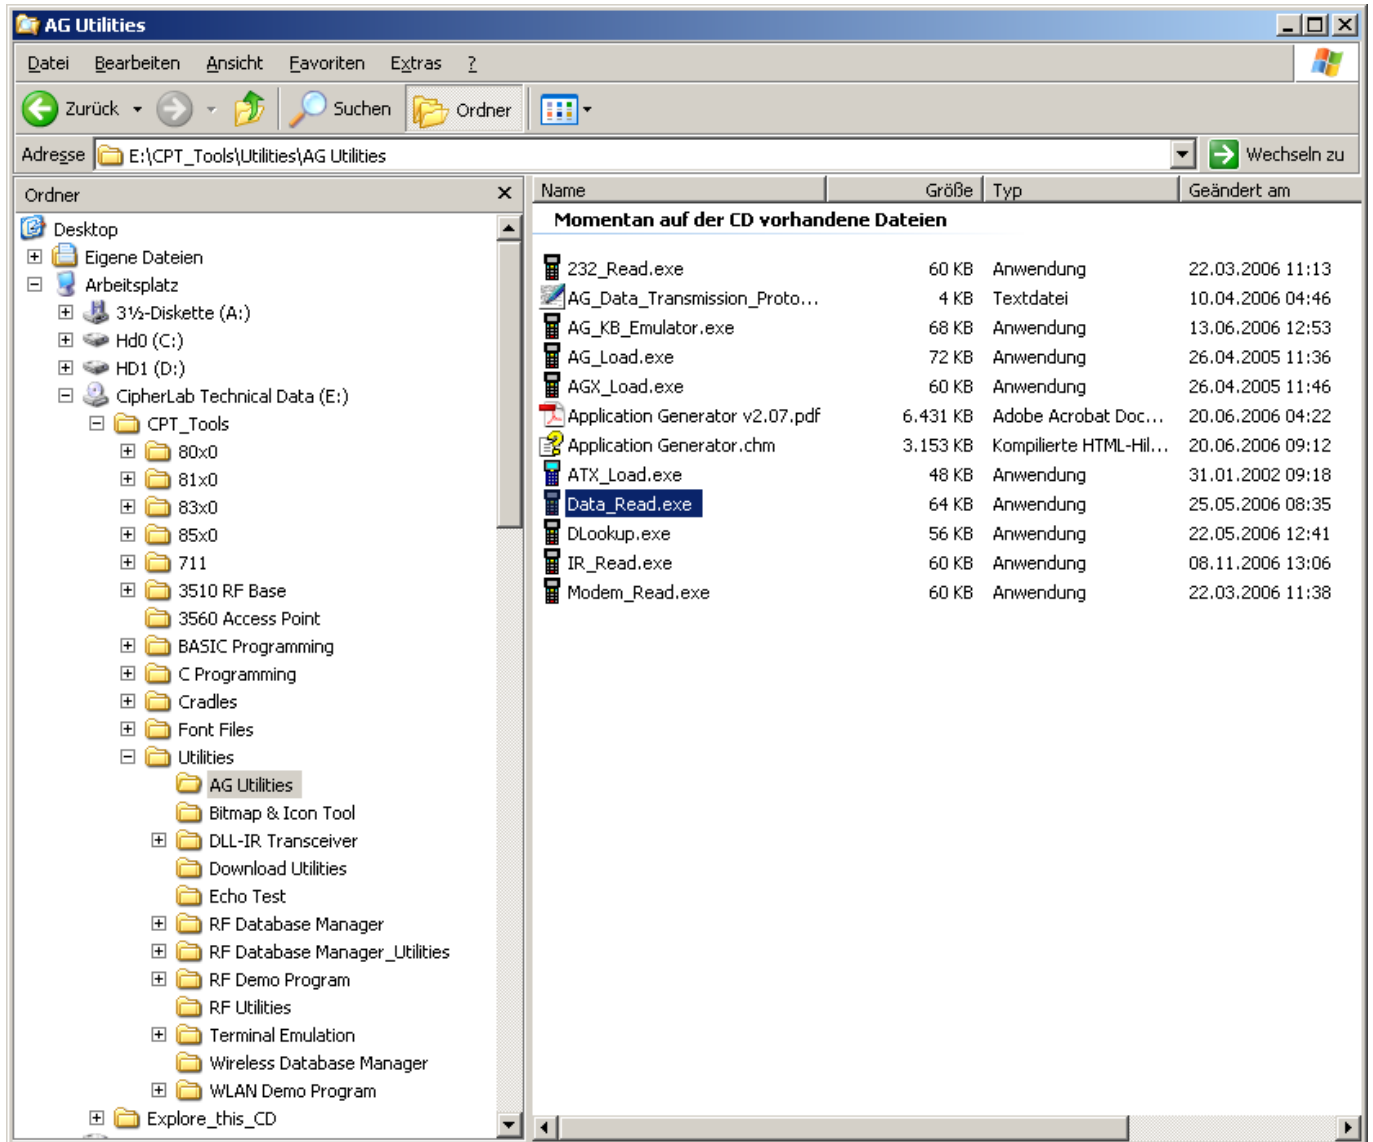 AG Utilities
Datei Bearbeiten Ansicht Favoriten Extras ?
Zurück Suchen Ordner
Adresse E:\CPT_Tools\Utilities\AG Utilities Wechseln zu
Ordner
Desktop
Eigene Dateien
Arbeitsplatz
3½-Diskette (A:)
Hd0 (C:)
HD1 (D:)
CipherLab Technical Data (E:)
CPT_Tools
80x0
81x0
83x0
85x0
711
3510 RF Base
3560 Access Point
BASIC Programming
C Programming
Cradles
Font Files
Utilities
AG Utilities
Bitmap & Icon Tool
DLL-IR Transceiver
Download Utilities
Echo Test
RF Database Manager
RF Database Manager_Utilities
RF Demo Program
RF Utilities
Terminal Emulation
Wireless Database Manager
WLAN Demo Program
Explore_this_CD
Name Größe Typ Geändert am
Momentan auf der CD vorhandene Dateien
232_Read.exe 60 KB Anwendung 22.03.2006 11:13
AG_Data_Transmission_Proto... 4 KB Textdatei 10.04.2006 04:46
AG_KB_Emulator.exe 68 KB Anwendung 13.06.2006 12:53
AG_Load.exe 72 KB Anwendung 26.04.2005 11:36
AGX_Load.exe 60 KB Anwendung 26.04.2005 11:46
Application Generator v2.07.pdf 6.431 KB Adobe Acrobat Doc... 20.06.2006 04:22
Application Generator.chm 3.153 KB Kompilierte HTML-Hil... 20.06.2006 09:12
ATX_Load.exe 48 KB Anwendung 31.01.2002 09:18
Data_Read.exe 64 KB Anwendung 25.05.2006 08:35
DLookup.exe 56 KB Anwendung 22.05.2006 12:41
IR_Read.exe 60 KB Anwendung 08.11.2006 13:06
Modem_Read.exe 60 KB Anwendung 22.03.2006 11:38